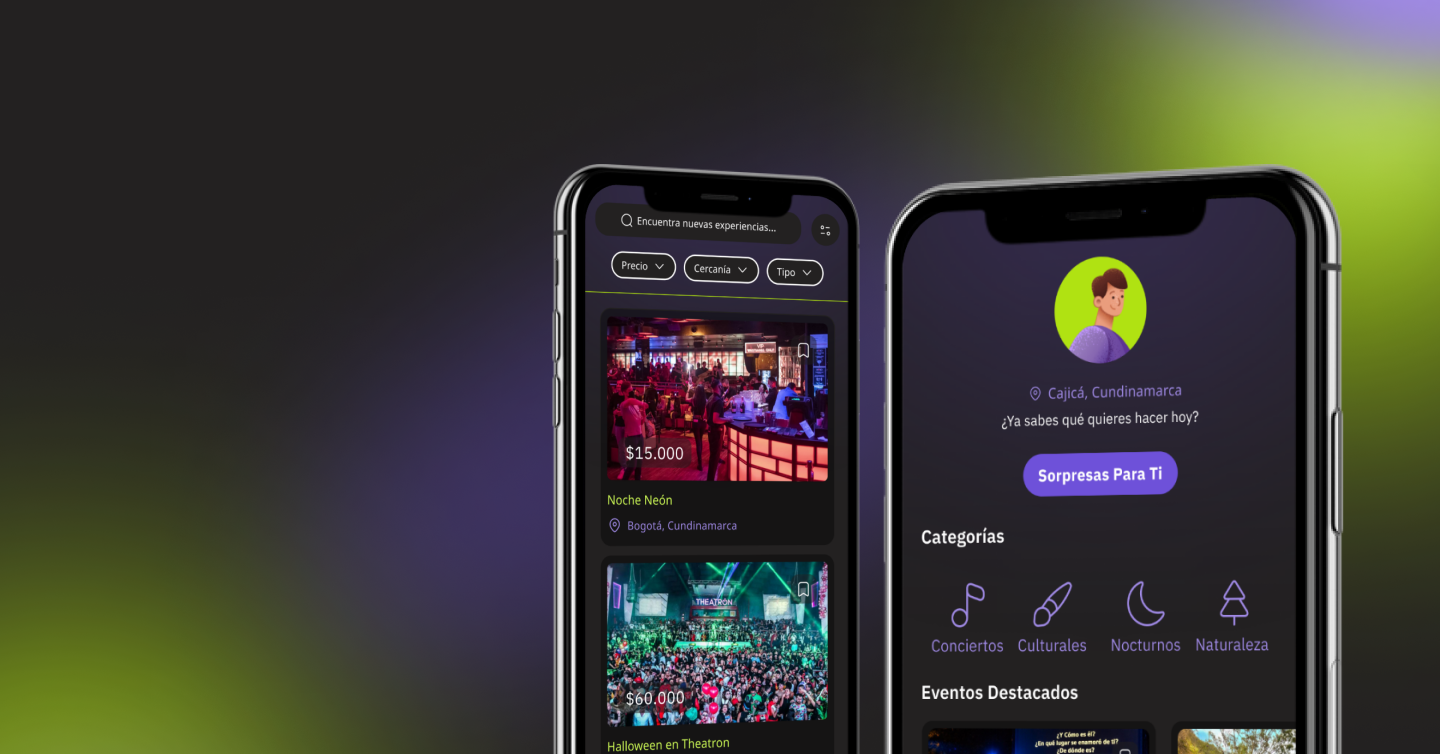 Encuentra nuevas experiencias...
Precio
Cercanía
Tipo
$15.000
Noche Neón
Bogotá, Cundinamarca
THEATRON
$60.000
Halloween en Theatron
Cajicá, Cundinamarca
¿Ya sabes qué quieres hacer hoy?
Sorpresas Para Ti
Categorías
Conciertos
Culturales
Nocturnos
Naturaleza
Eventos Destacados
¿Y Cómo es él?
¿En qué lugar se enamoró de ti?
¿De dónde es?